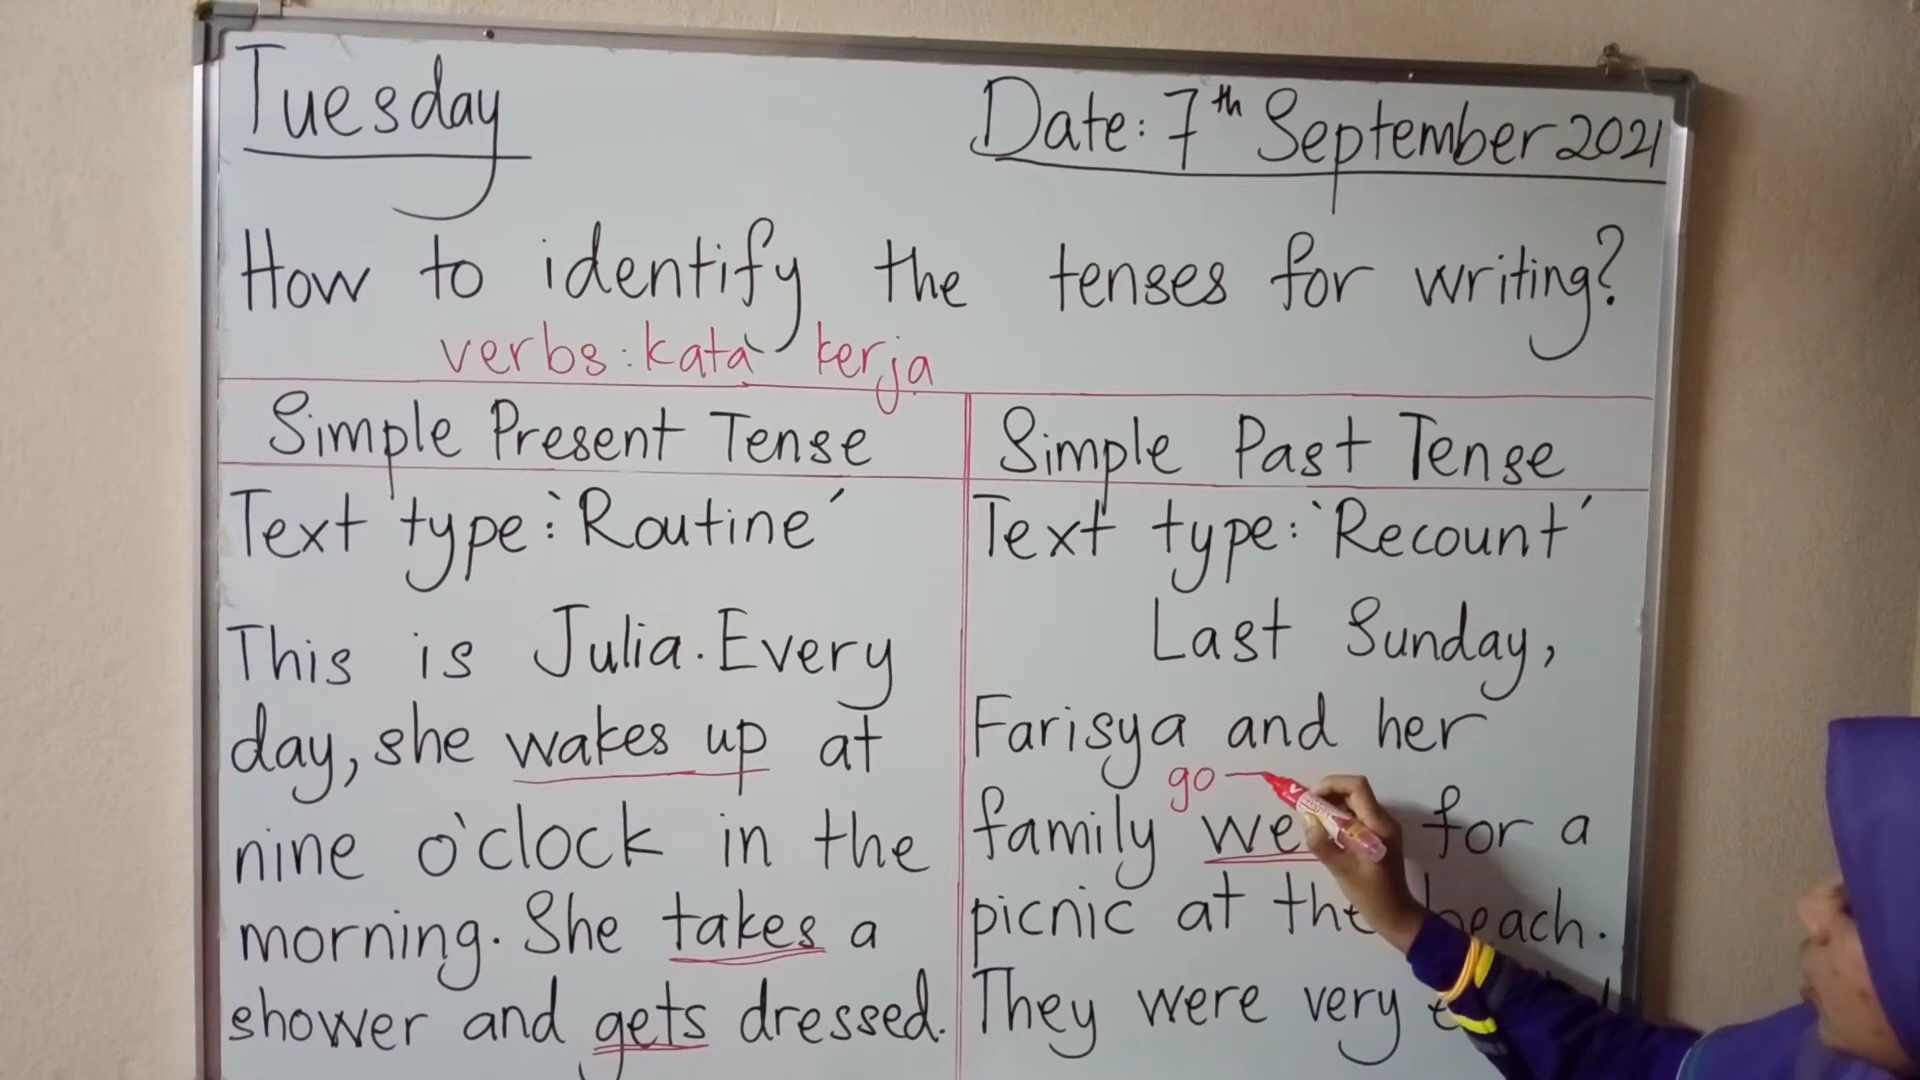 Tuesday
Date: 7th September 2021
How to identify the tenses for writing?
verbs: kata kerja
Simple Present Tense
Text type: 'Routine'
This is Julia. Every
day, she wakes up at
nine o'clock in the
morning. She takes a
shower and gets dressed.
Simple Past Tense
Text type: 'Recount'
Last Sunday,
Farisya and her
go
family for a
picnic at the beach.
They were very